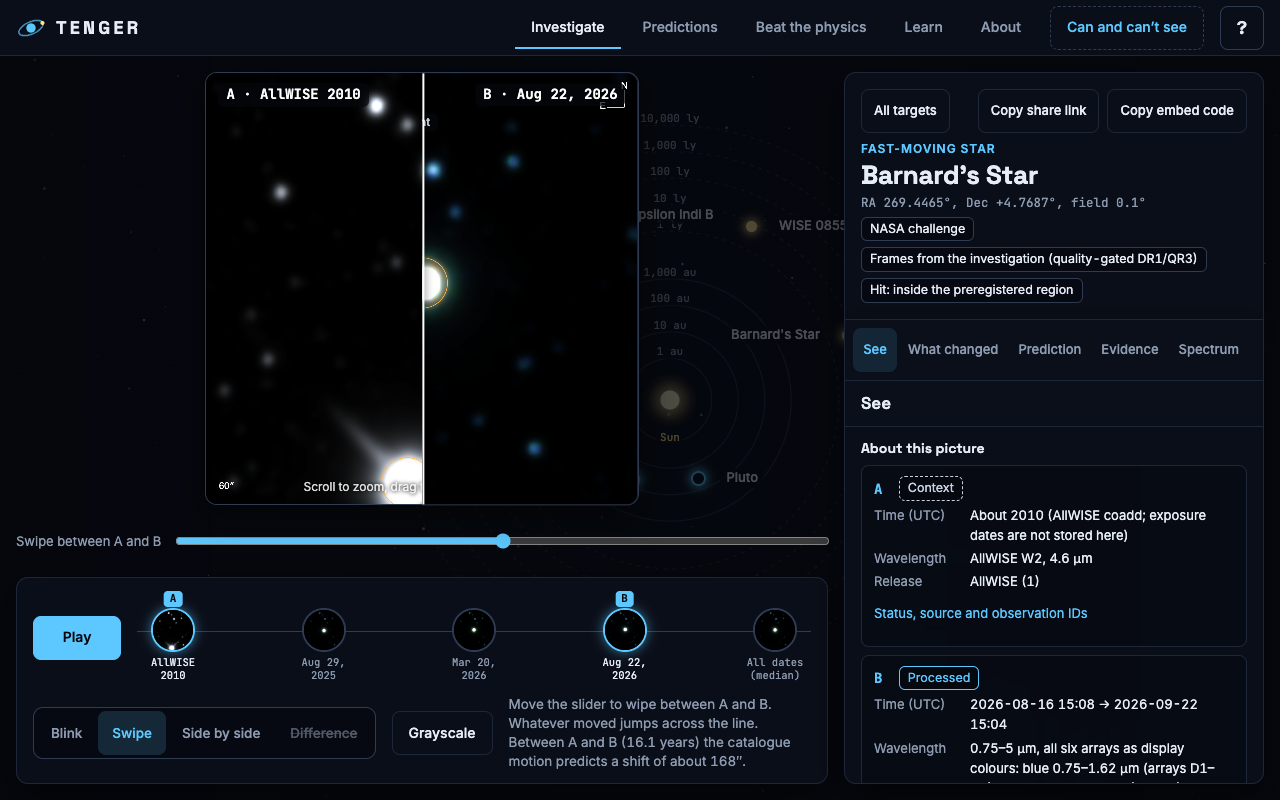 TENGER
Investigate
Predictions
Beat the physics
Learn
About
Can and can't see
?
A · AllWISE 2010
B · Aug 22, 2026
N
60″
Scroll to zoom, drag
10,000 ly
1,000 ly
100 ly
10 ly
1 ly
psilon Indi B
WISE 0855
1,000 au
100 au
10 au
1 au
Barnard's Star
Sun
Pluto
Swipe between A and B
Play
A
AllWISE
2010
Aug 29,
2025
Mar 20,
2026
B
Aug 22,
2026
All dates
(median)
Blink
Swipe
Side by side
Difference
Grayscale
Move the slider to wipe between A and B.
Whatever moved jumps across the line.
Between A and B (16.1 years) the catalogue
motion predicts a shift of about 168″.
All targets
Copy share link
Copy embed code
FAST-MOVING STAR
Barnard's Star
RA 269.4465°, Dec +4.7687°, field 0.1°
NASA challenge
Frames from the investigation (quality-gated DR1/QR3)
Hit: inside the preregistered region
See
What changed
Prediction
Evidence
Spectrum
See
About this picture
A
Context
Time (UTC)
About 2010 (AllWISE coadd; exposure
dates are not stored here)
Wavelength
AllWISE W2, 4.6 µm
Release
AllWISE (1)
Status, source and observation IDs
B
Processed
Time (UTC)
2026-08-16 15:08 → 2026-09-22
15:04
Wavelength
0.75–5 µm, all six arrays as display
colours: blue 0.75–1.62 µm (arrays D1–